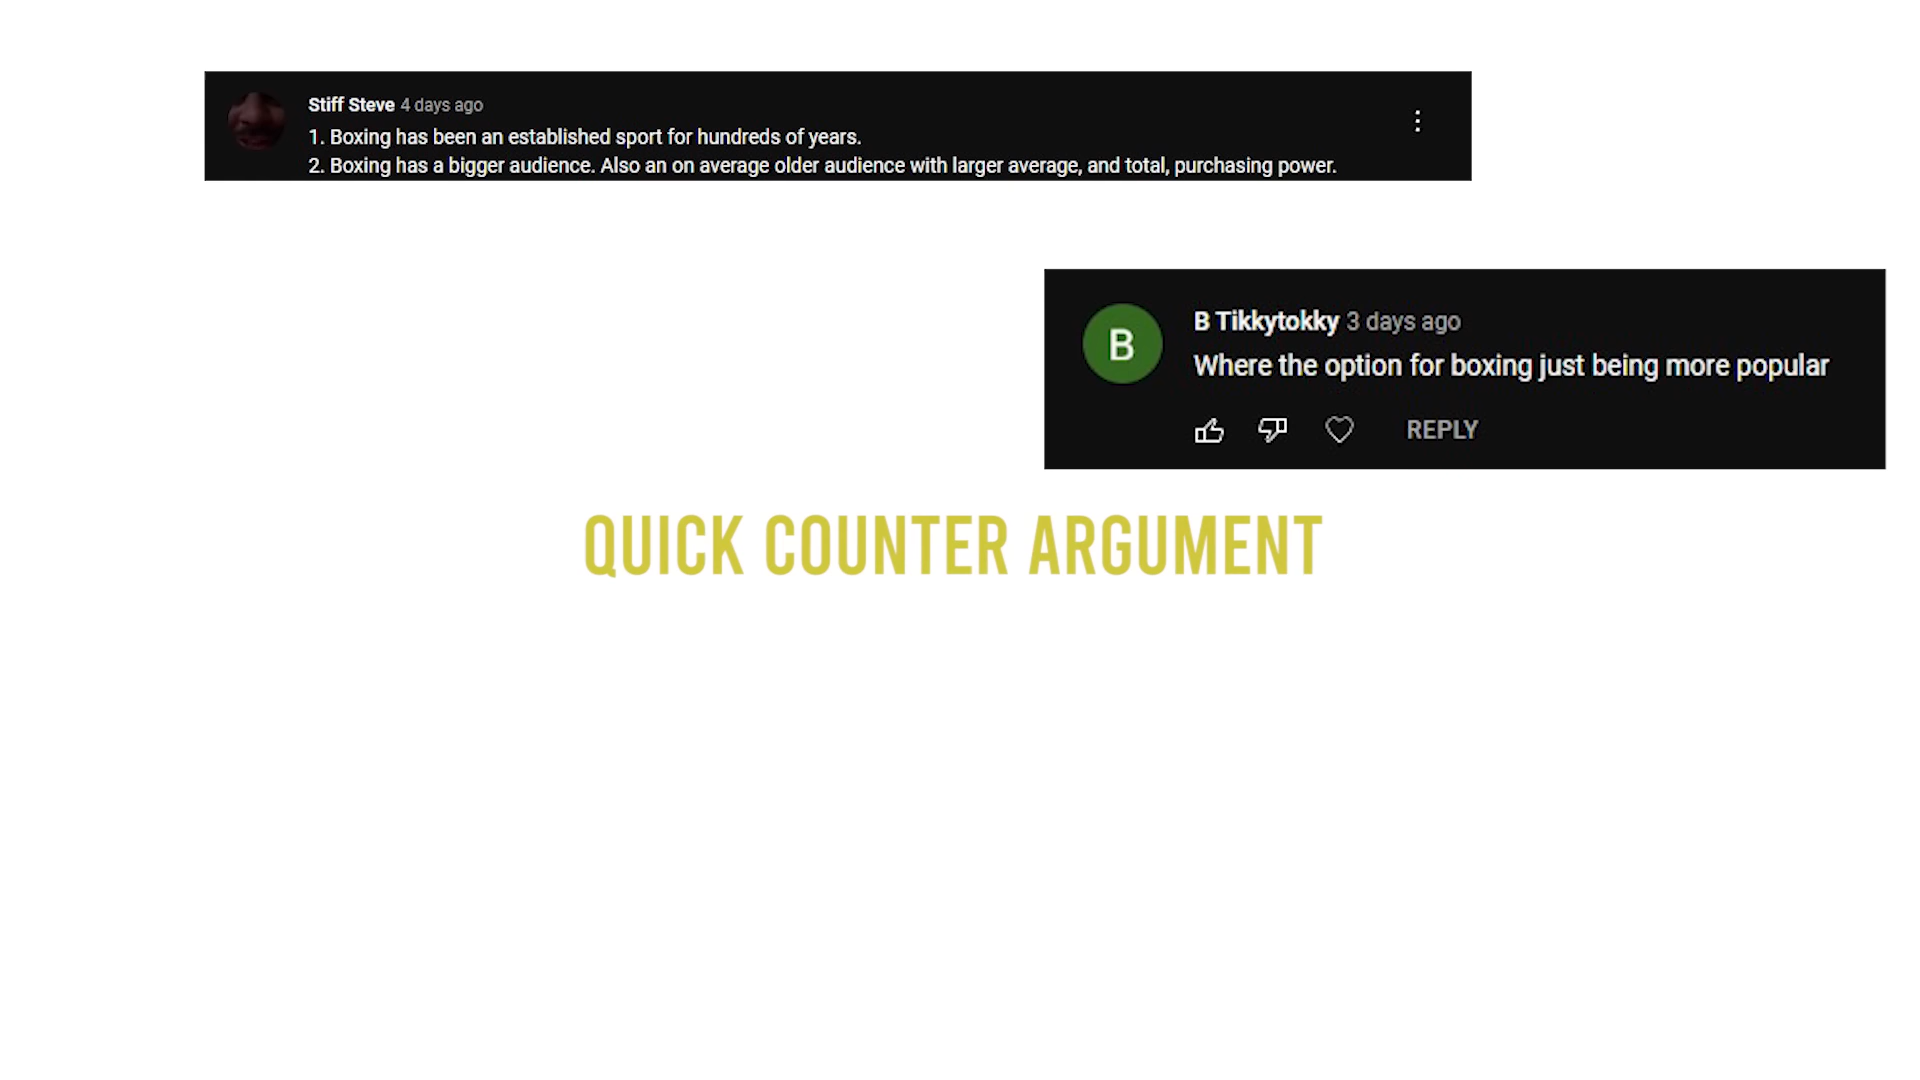 Stiff Steve 4 days ago
1. Boxing has been an established sport for hundreds of years.
2. Boxing has a bigger audience. Also an on average older audience with larger average, and total, purchasing power.
B
B Tikkytokky 3 days ago
Where the option for boxing just being more popular
REPLY
QUICK COUNTER ARGUMENT